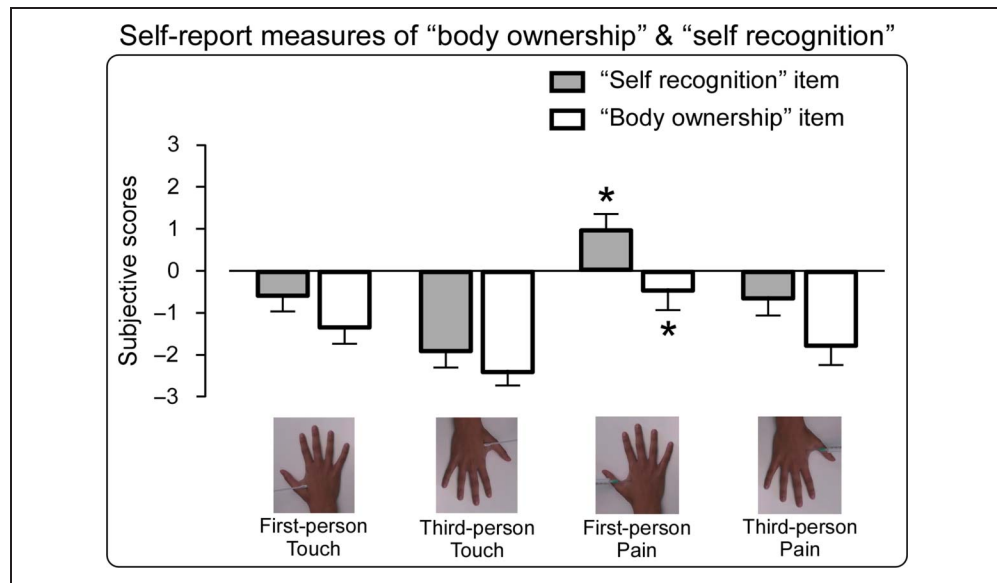 Self-report measures of “body ownership” & “self recognition”
“Self recognition” item
“Body ownership” item
Subjective scores
3
2
1
0
–1
–2
–3
*
*
First-person
Touch
Third-person
Touch
First-person
Pain
Third-person
Pain